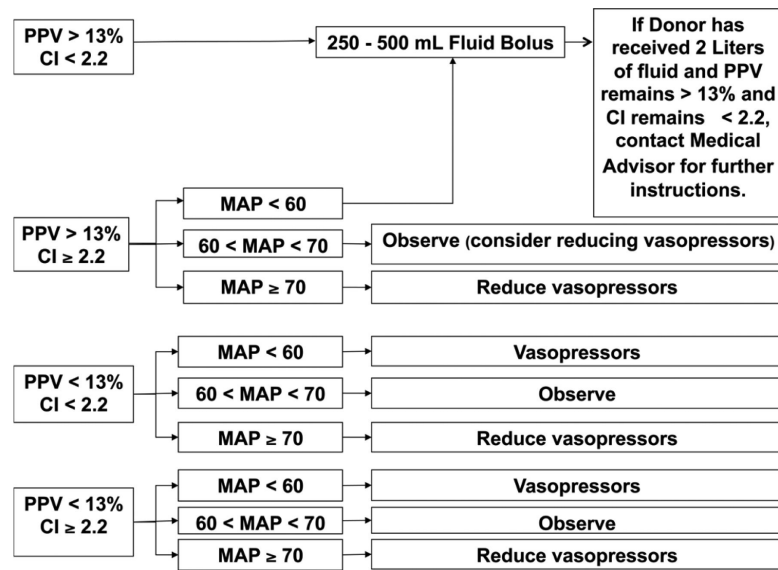 PPV > 13%
CI < 2.2
250 - 500 mL Fluid Bolus
If Donor has
received 2 Liters
of fluid and PPV
remains > 13% and
CI remains < 2.2,
contact Medical
Advisor for further
instructions.
PPV > 13%
CI ≥ 2.2
MAP < 60
60 < MAP < 70
Observe (consider reducing vasopressors)
MAP ≥ 70
Reduce vasopressors
PPV < 13%
CI < 2.2
MAP < 60
Vasopressors
60 < MAP < 70
Observe
MAP ≥ 70
Reduce vasopressors
PPV < 13%
CI ≥ 2.2
MAP < 60
Vasopressors
60 < MAP < 70
Observe
MAP ≥ 70
Reduce vasopressors